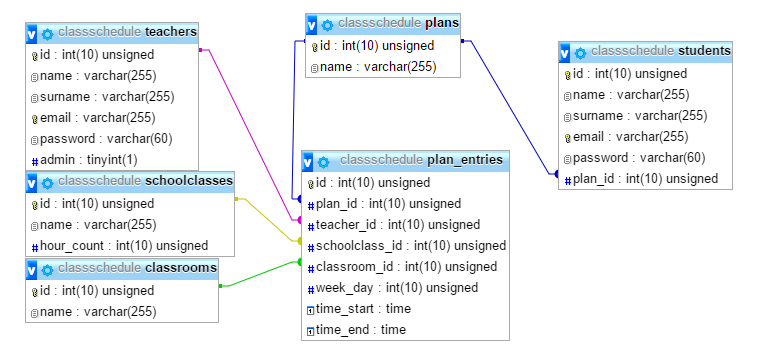 classschedule teachers
id : int(10) unsigned
name : varchar(255)
surname : varchar(255)
email : varchar(255)
password : varchar(60)
admin : tinyint(1)
classschedule schoolclasses
id : int(10) unsigned
name : varchar(255)
hour_count : int(10) unsigned
classschedule classrooms
id : int(10) unsigned
name : varchar(255)
classschedule plans
id : int(10) unsigned
name : varchar(255)
classschedule plan_entries
id : int(10) unsigned
plan_id : int(10) unsigned
teacher_id : int(10) unsigned
schoolclass_id : int(10) unsigned
classroom_id : int(10) unsigned
week_day : int(10) unsigned
time_start : time
time_end : time
classschedule students
id : int(10) unsigned
name : varchar(255)
surname : varchar(255)
email : varchar(255)
password : varchar(60)
plan_id : int(10) unsigned